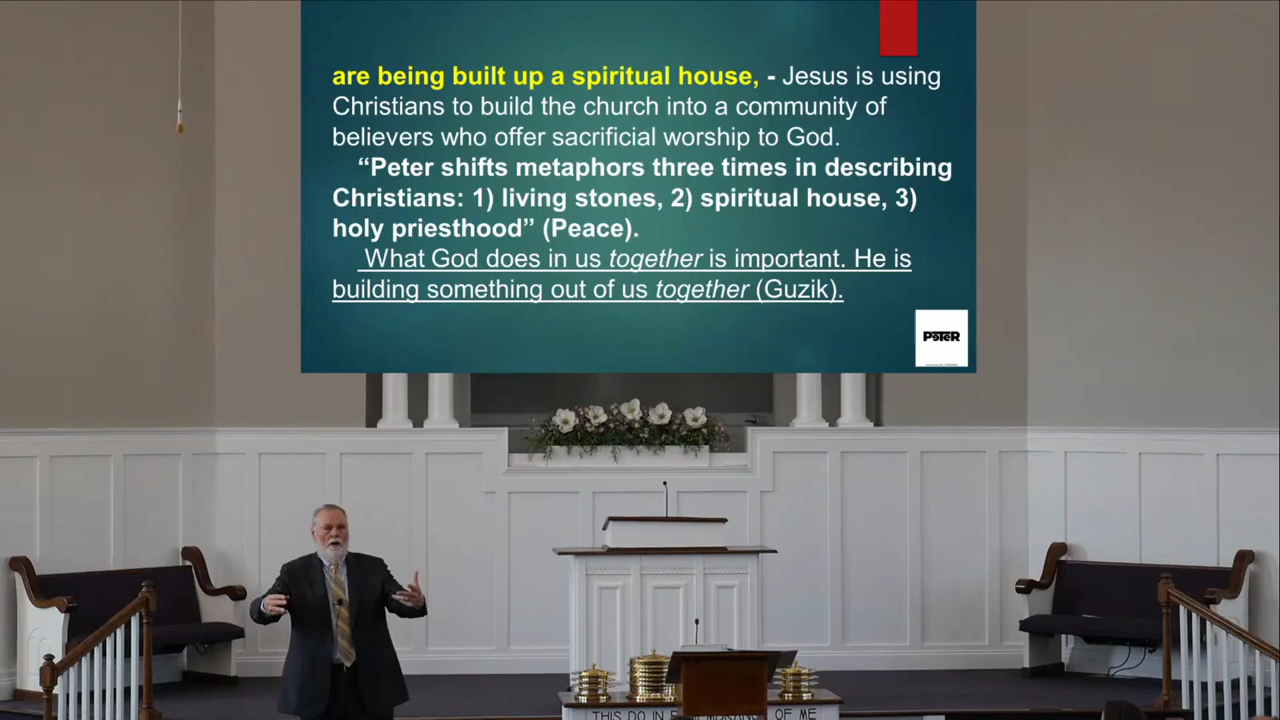 are being built up a spiritual house, - Jesus is using
Christians to build the church into a community of
believers who offer sacrificial worship to God.
“Peter shifts metaphors three times in describing
Christians: 1) living stones, 2) spiritual house, 3)
holy priesthood” (Peace).
What God does in us together is important. He is
building something out of us together (Guzik).
PeTeR
THIS DO IN OF ME